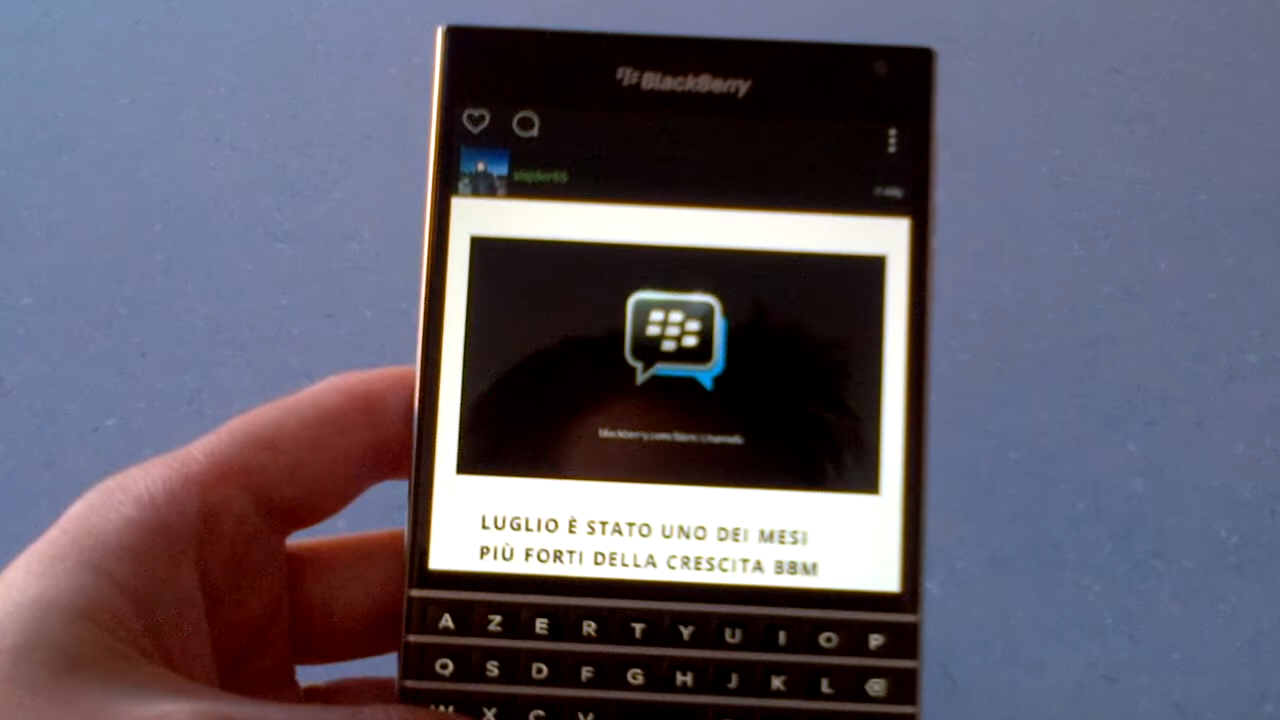 BlackBerry
LUGLIO È STATO UNO DEI MESI
PIÙ FORTI DELLA CRESCITA BBM
A Z E R T Y U I O P
Q S D F G H J K L
X C V